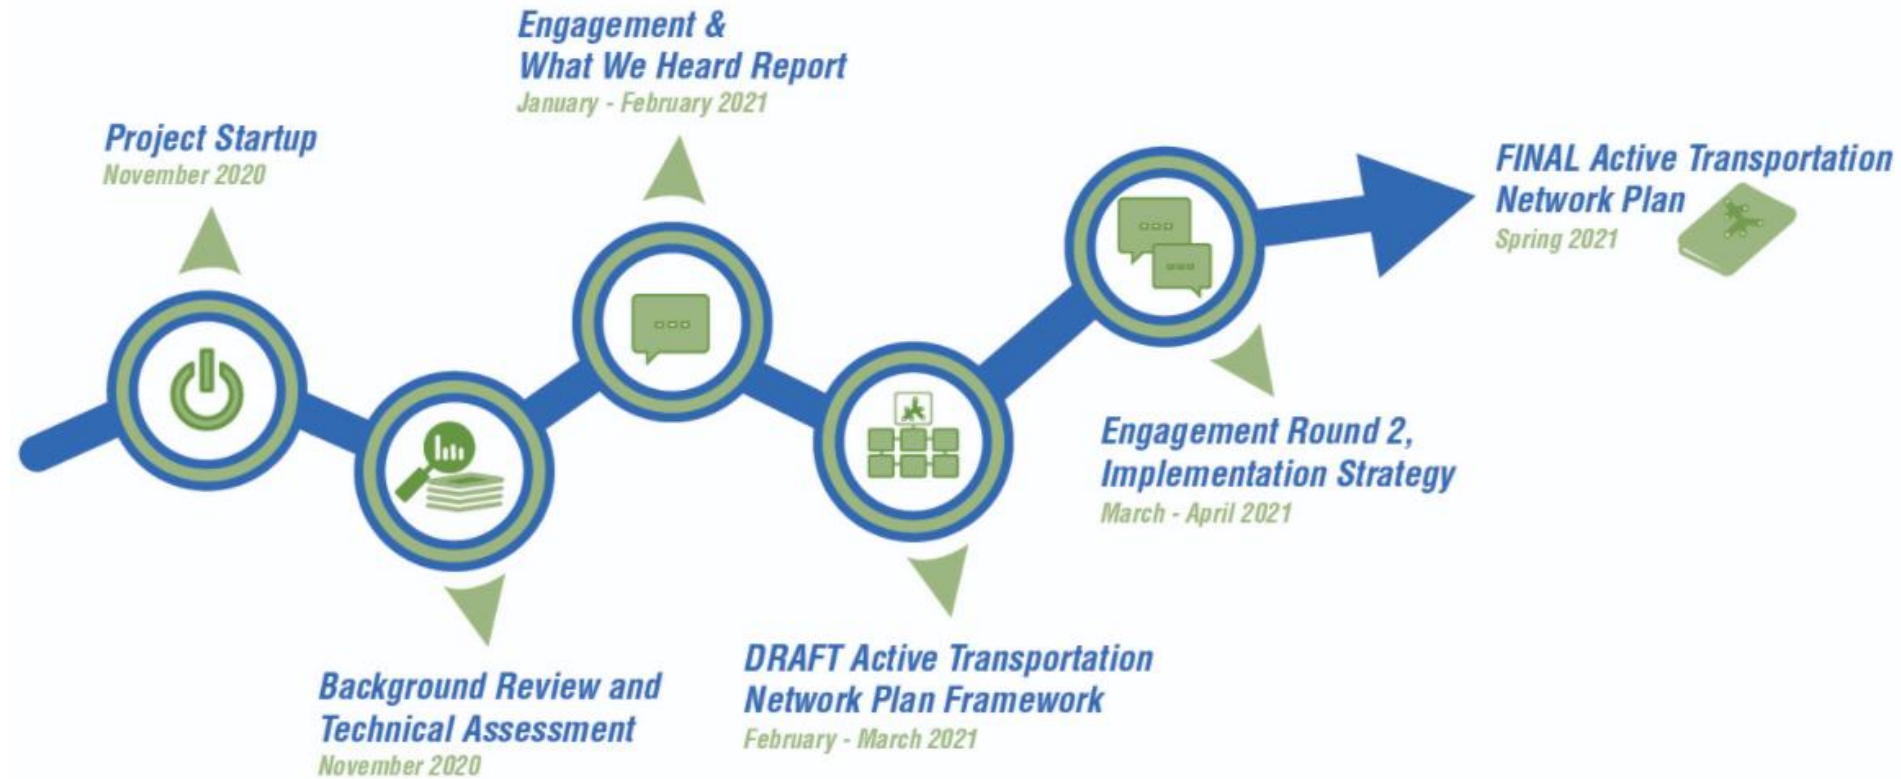 Project Startup
November 2020
Background Review and
Technical Assessment
November 2020
Engagement &
What We Heard Report
January - February 2021
DRAFT Active Transportation
Network Plan Framework
February - March 2021
Engagement Round 2,
Implementation Strategy
March - April 2021
FINAL Active Transportation
Network Plan
Spring 2021